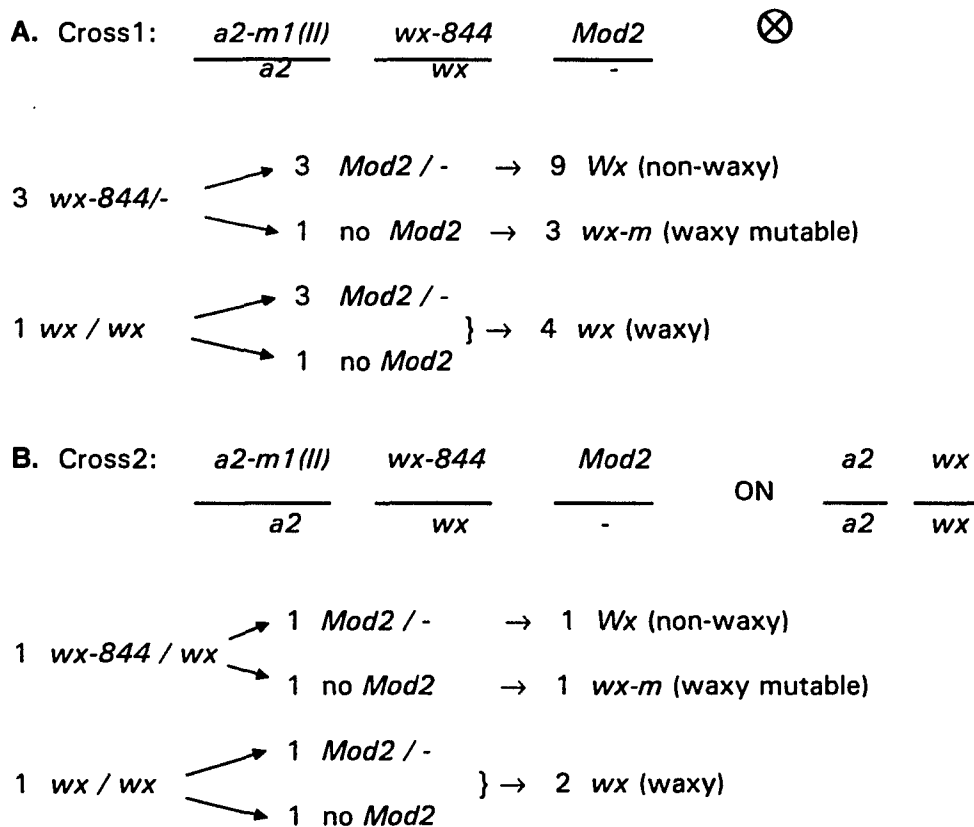 A. Cross1: a2-m1(II) wx-844 Mod2 ⊗
a2 wx -
3 Mod2 / - → 9 Wx (non-waxy)
3 wx-844/-
1 no Mod2 → 3 wx-m (waxy mutable)
3 Mod2 / -
1 wx / wx } → 4 wx (waxy)
1 no Mod2
B. Cross2: a2-m1(II) wx-844 Mod2 a2 wx
ON
a2 wx - a2 wx
1 Mod2 / - → 1 Wx (non-waxy)
1 wx-844 / wx
1 no Mod2 → 1 wx-m (waxy mutable)
1 Mod2 / -
1 wx / wx } → 2 wx (waxy)
1 no Mod2